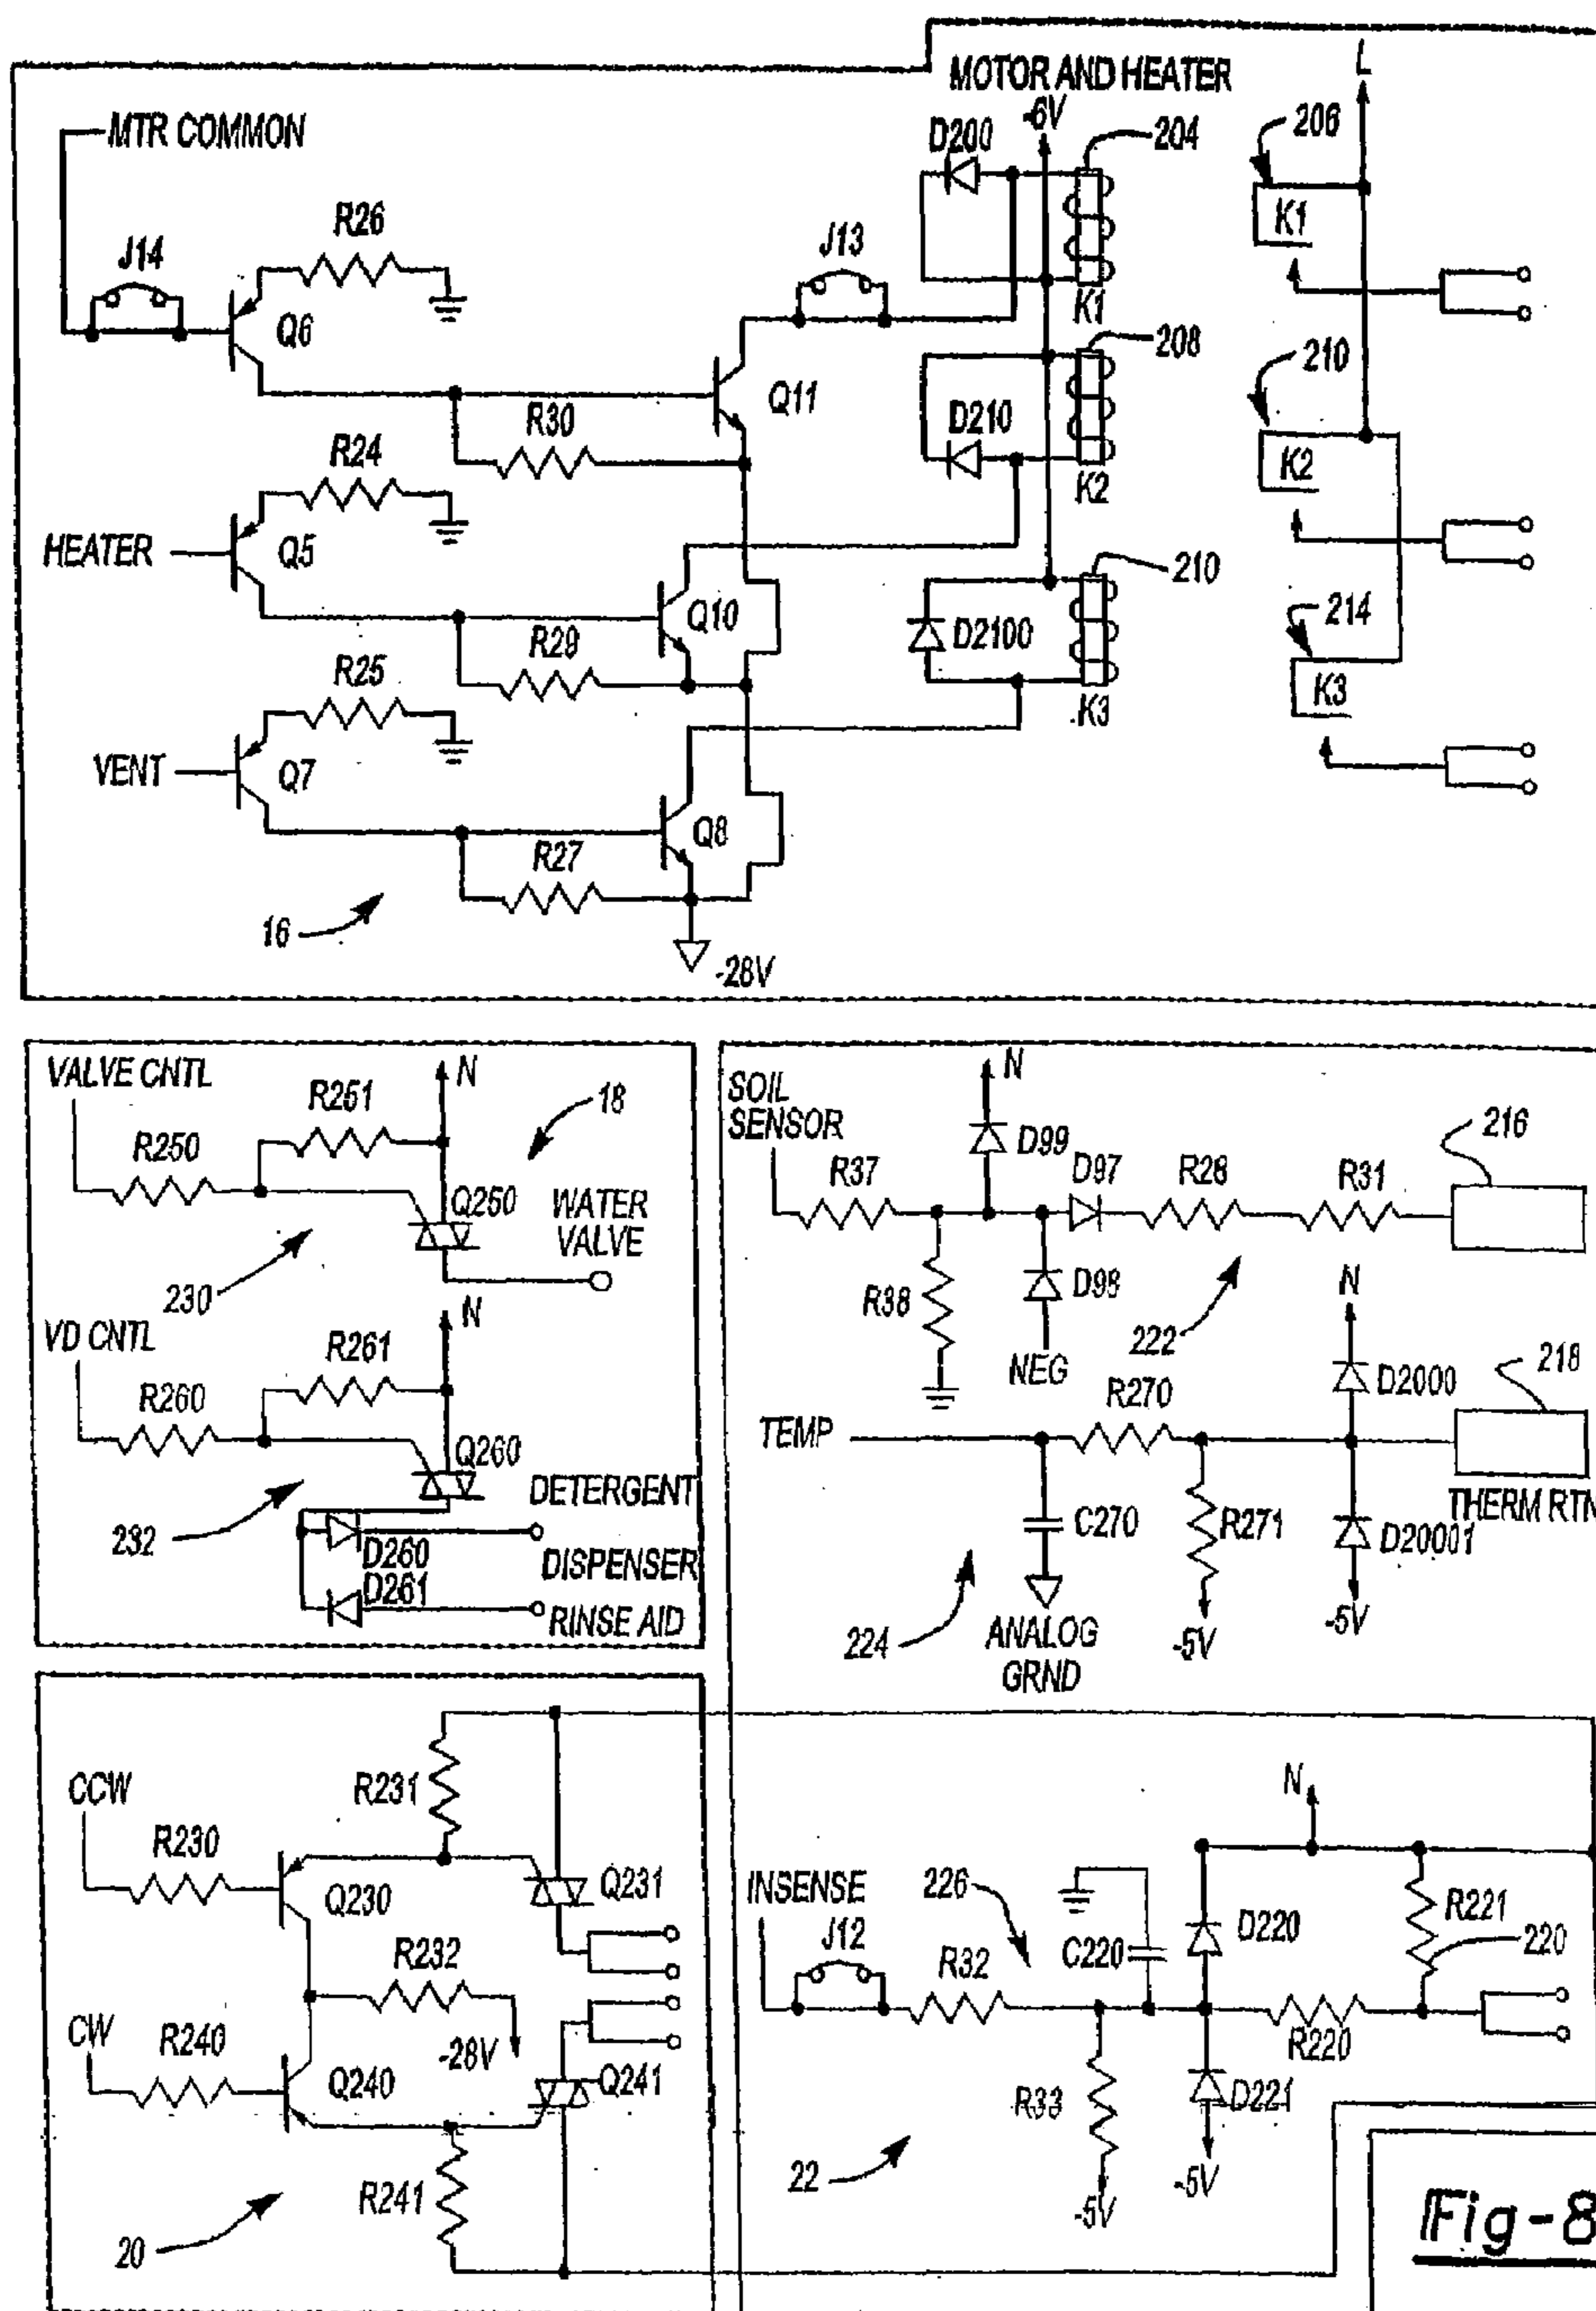 MOTOR AND HEATER
-6V
L
MTR COMMON
D200
204
206
K1
R26
J14
J13
Q6
K1
208
210
Q11
R30
D210
K2
R24
K2
HEATER
Q5
210
214
Q10
D2100
R29
K3
R25
K3
VENT
Q7
Q8
R27
16
-28V
VALVE CNTL
N
18
R251
R250
Q250
WATER
VALVE
230
N
VD CNTL
R261
R260
Q260
DETERGENT
232
D260
DISPENSER
D261
RINSE AID
SOIL
SENSOR
N
D99
216
R37
D97
R28
R31
R38
D98
N
222
NEG
218
R270
D2000
TEMP
THERM RTN
C270
R271
D20001
224
ANALOG
GRND
-5V
-5V
CCW
R231
R230
Q231
Q230
R232
CW
R240
-28V
Q240
Q241
R241
20
N
INSENSE
226
R221
J12
D220
C220
220
R32
R220
R33
D221
22
-5V
-5V
Fig-8